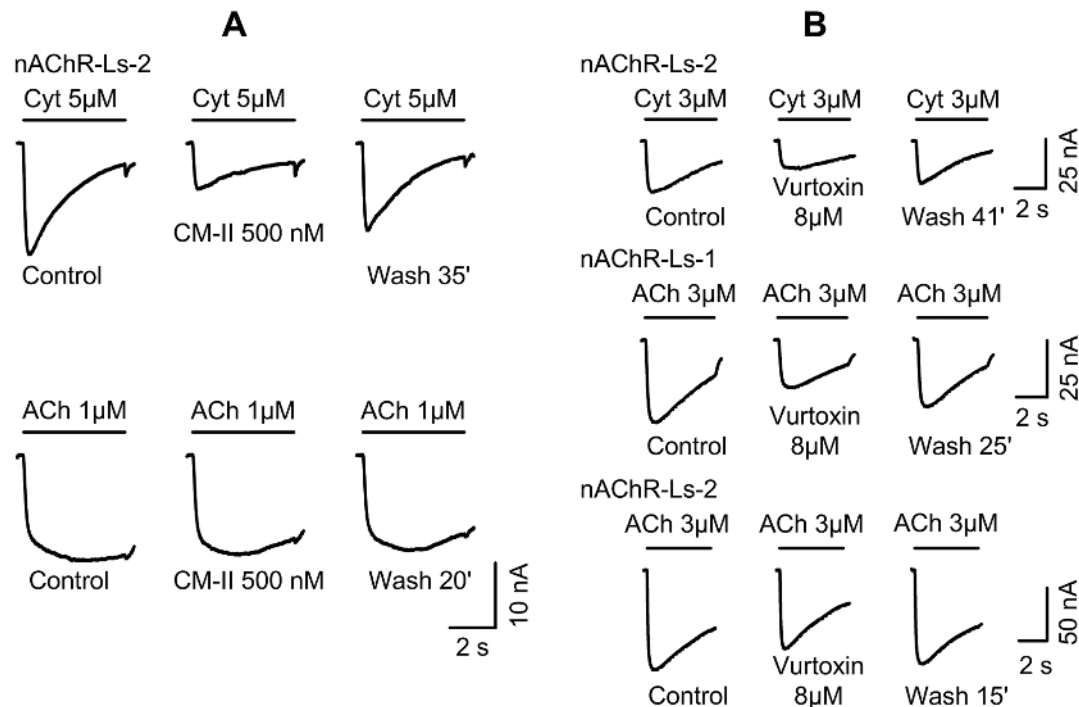 A
nAChR-Ls-2
Cyt 5µM Cyt 5µM Cyt 5µM
CM-II 500 nM
Control Wash 35'
ACh 1µM ACh 1µM ACh 1µM
Control CM-II 500 nM Wash 20'
10 nA
2 s
B
nAChR-Ls-2
Cyt 3µM Cyt 3µM Cyt 3µM
25 nA
2 s
Control Vurtoxin Wash 41'
8µM
nAChR-Ls-1
ACh 3µM ACh 3µM ACh 3µM
25 nA
2 s
Control Vurtoxin Wash 25'
8µM
nAChR-Ls-2
ACh 3µM ACh 3µM ACh 3µM
50 nA
2 s
Control Vurtoxin Wash 15'
8µM